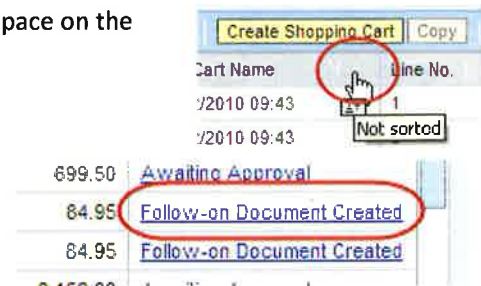 pace on the
Create Shopping Cart Copy
Cart Name Line No.
/2010 09:43 1
/2010 09:43
Not sorted
699.50 Awaiting Approval
84.95 Follow-on Document Created
84.95 Follow-on Document Created